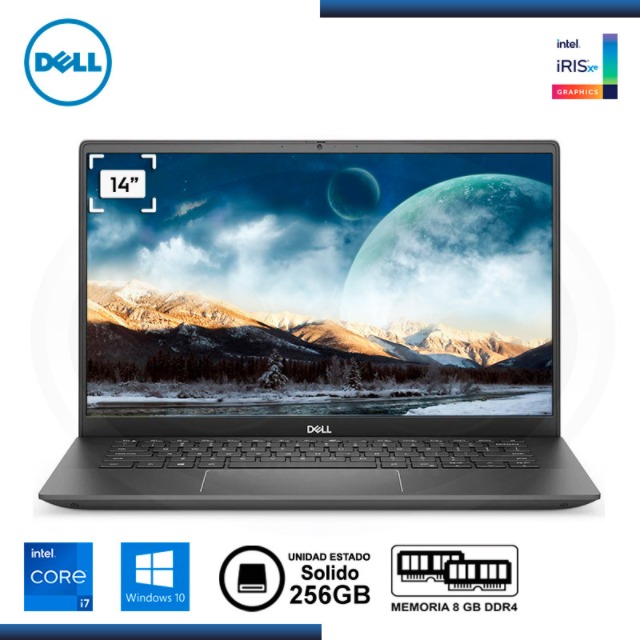 DELL
intel.
iRISxe
GRAPHICS
14”
DELL
intel.
CORE
i7
Windows 10
UNIDAD ESTADO
Solido
256GB
MEMORIA 8 GB DDR4